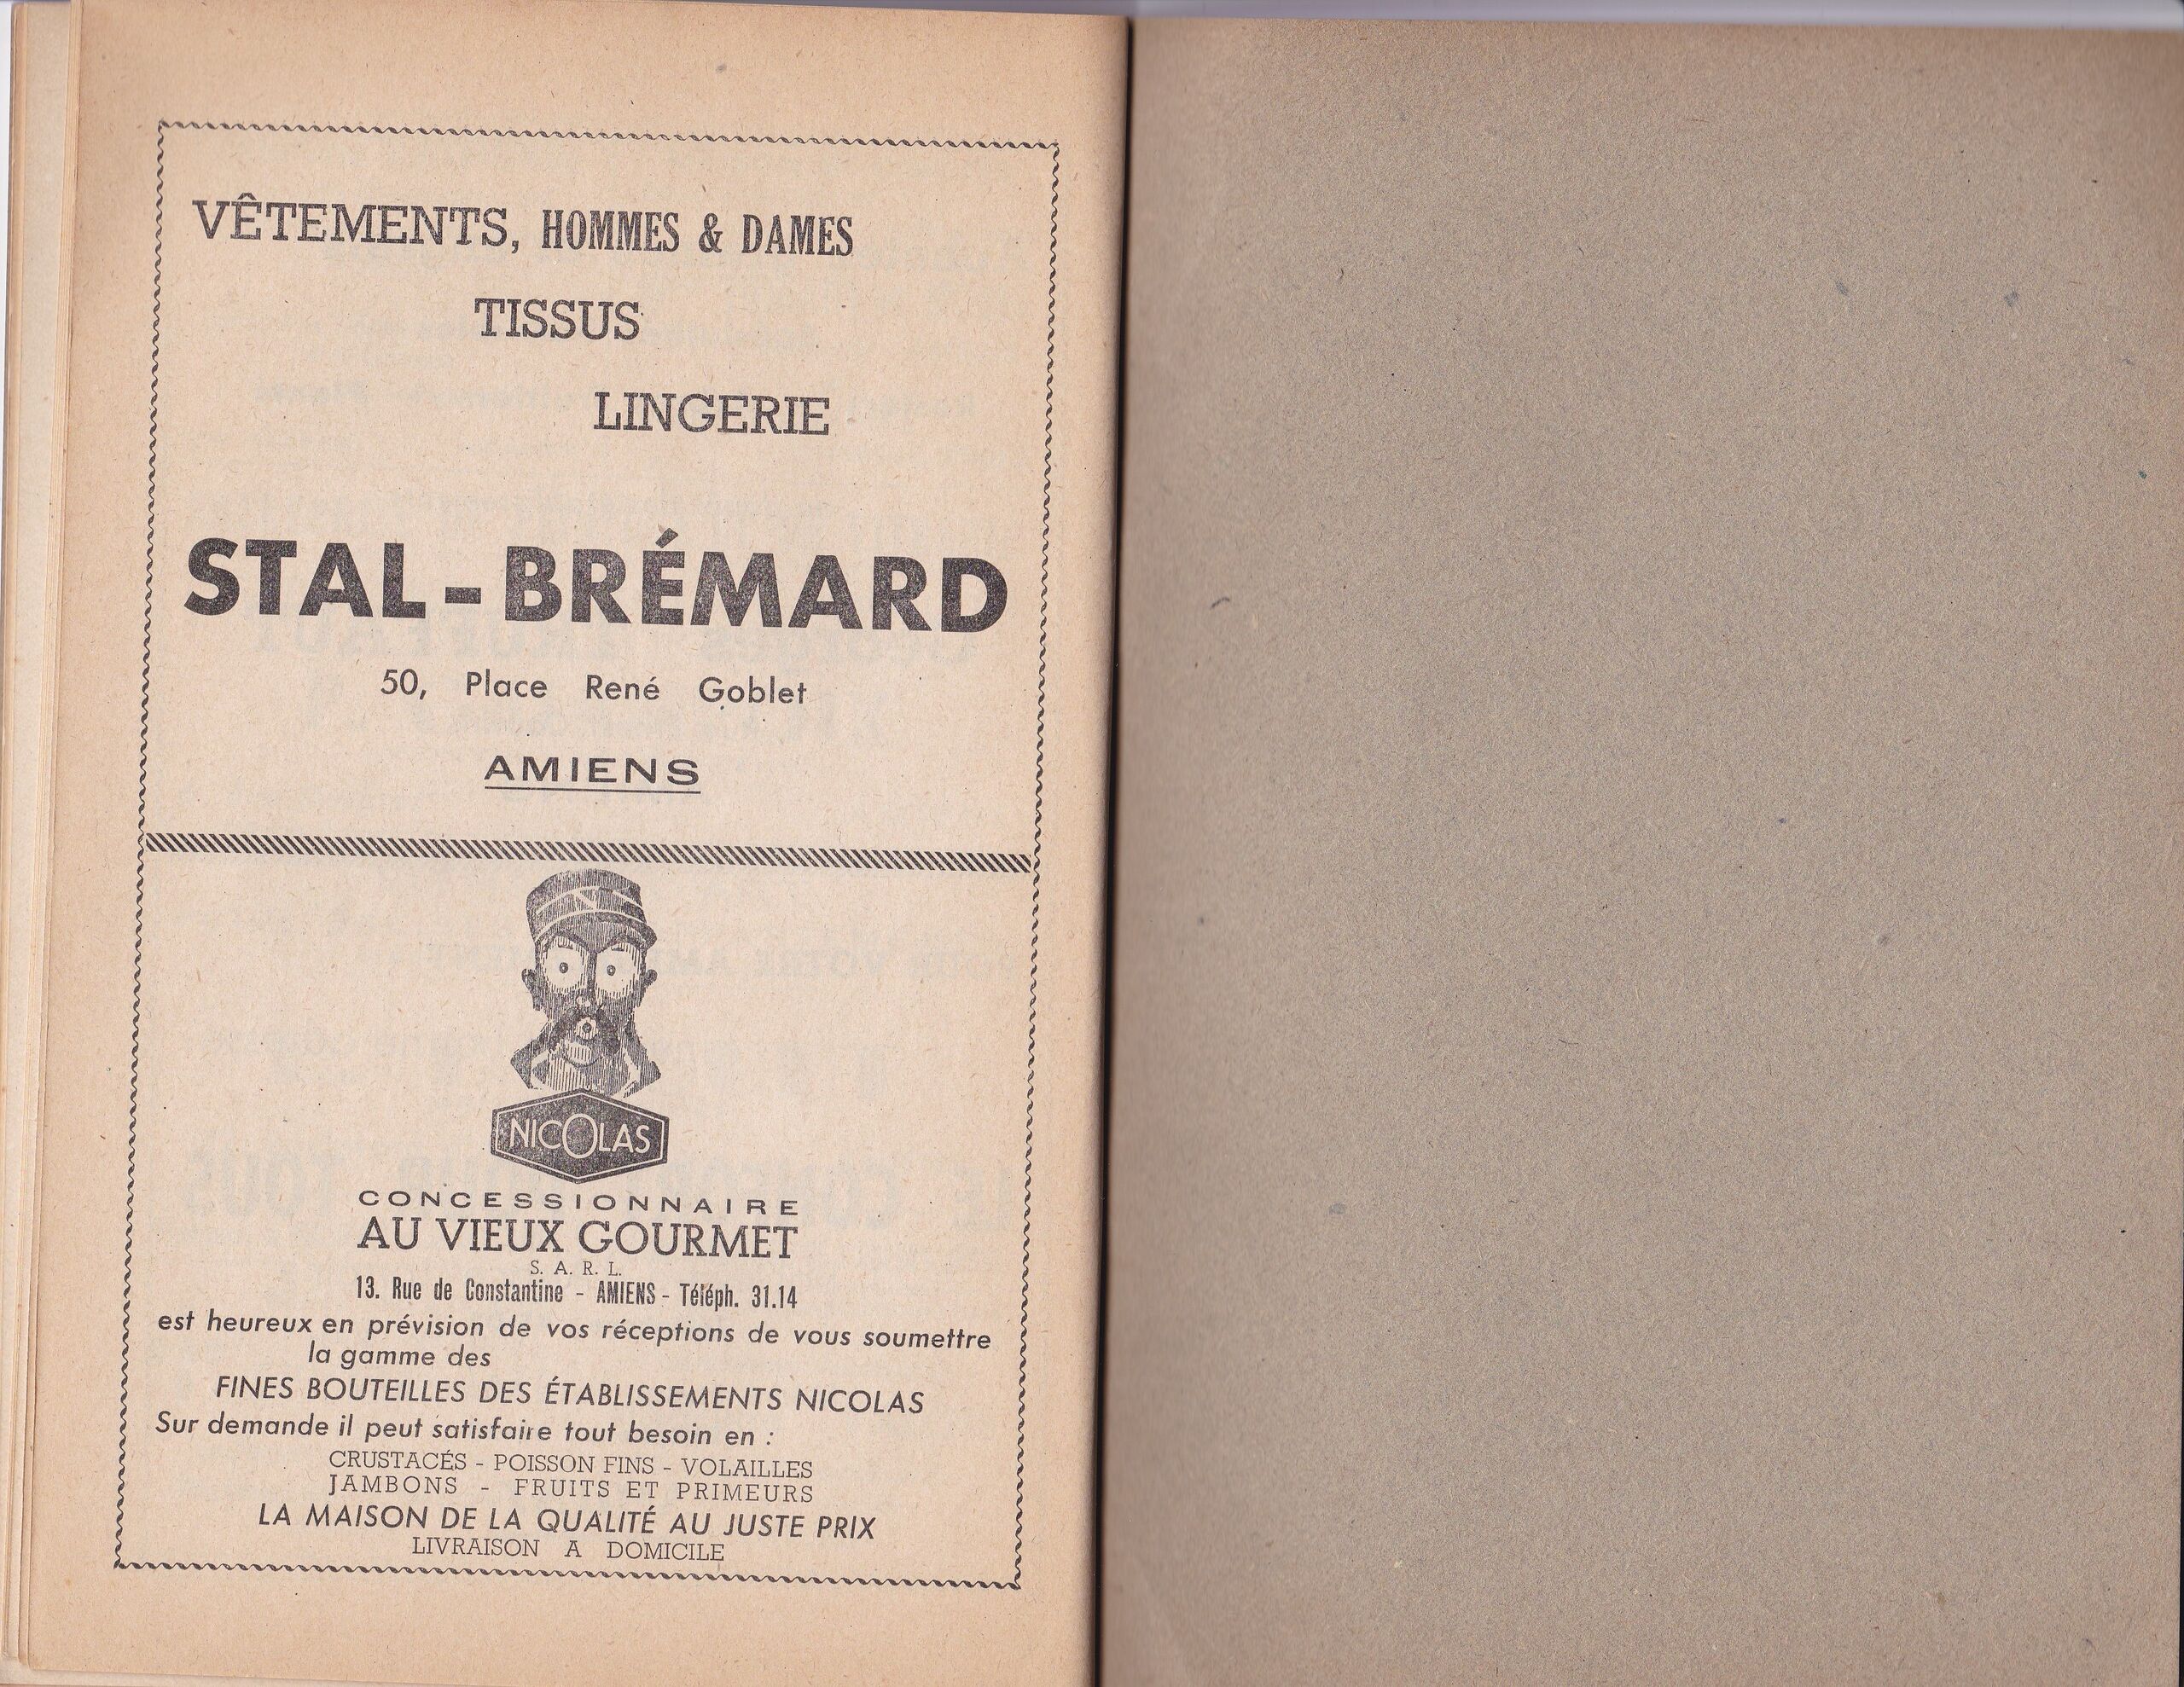 VÊTEMENTS, HOMMES & DAMES
TISSUS
LINGERIE
STAL-BRÉMARD
50, Place René Goblet
AMIENS
N
NICOLAS
CONCESSIONNAIRE
AU VIEUX GOURMET
S. A. R. L.
13. Rue de Constantine - AMIENS - Téléph. 31.14
est heureux en prévision de vos réceptions de vous soumettre
la gamme des
FINES BOUTEILLES DES ÉTABLISSEMENTS NICOLAS
Sur demande il peut satisfaire tout besoin en :
CRUSTACÉS - POISSON FINS - VOLAILLES
JAMBONS - FRUITS ET PRIMEURS
LA MAISON DE LA QUALITÉ AU JUSTE PRIX
LIVRAISON A DOMICILE